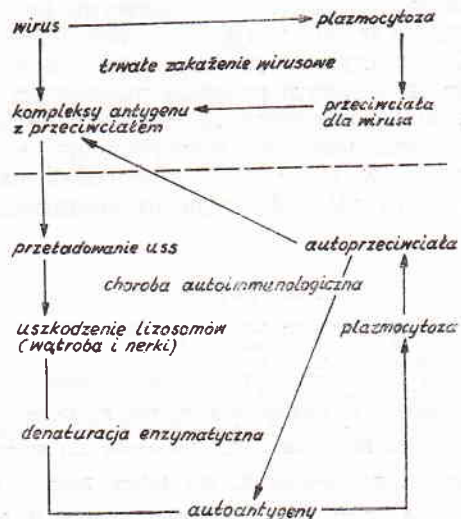 wirus
plazmocytoza
trwałe zakażenie wirusowe
kompleksy antygenu
z przeciwciałem
przeciwciała
dla wirusa
przeładowanie uss
autoprzeciwciała
choroba autoimmunologiczna
uszkodzenie lizosomów
(wątroba i nerki)
plazmocytoza
denaturacja enzymatyczna
autoantygeny